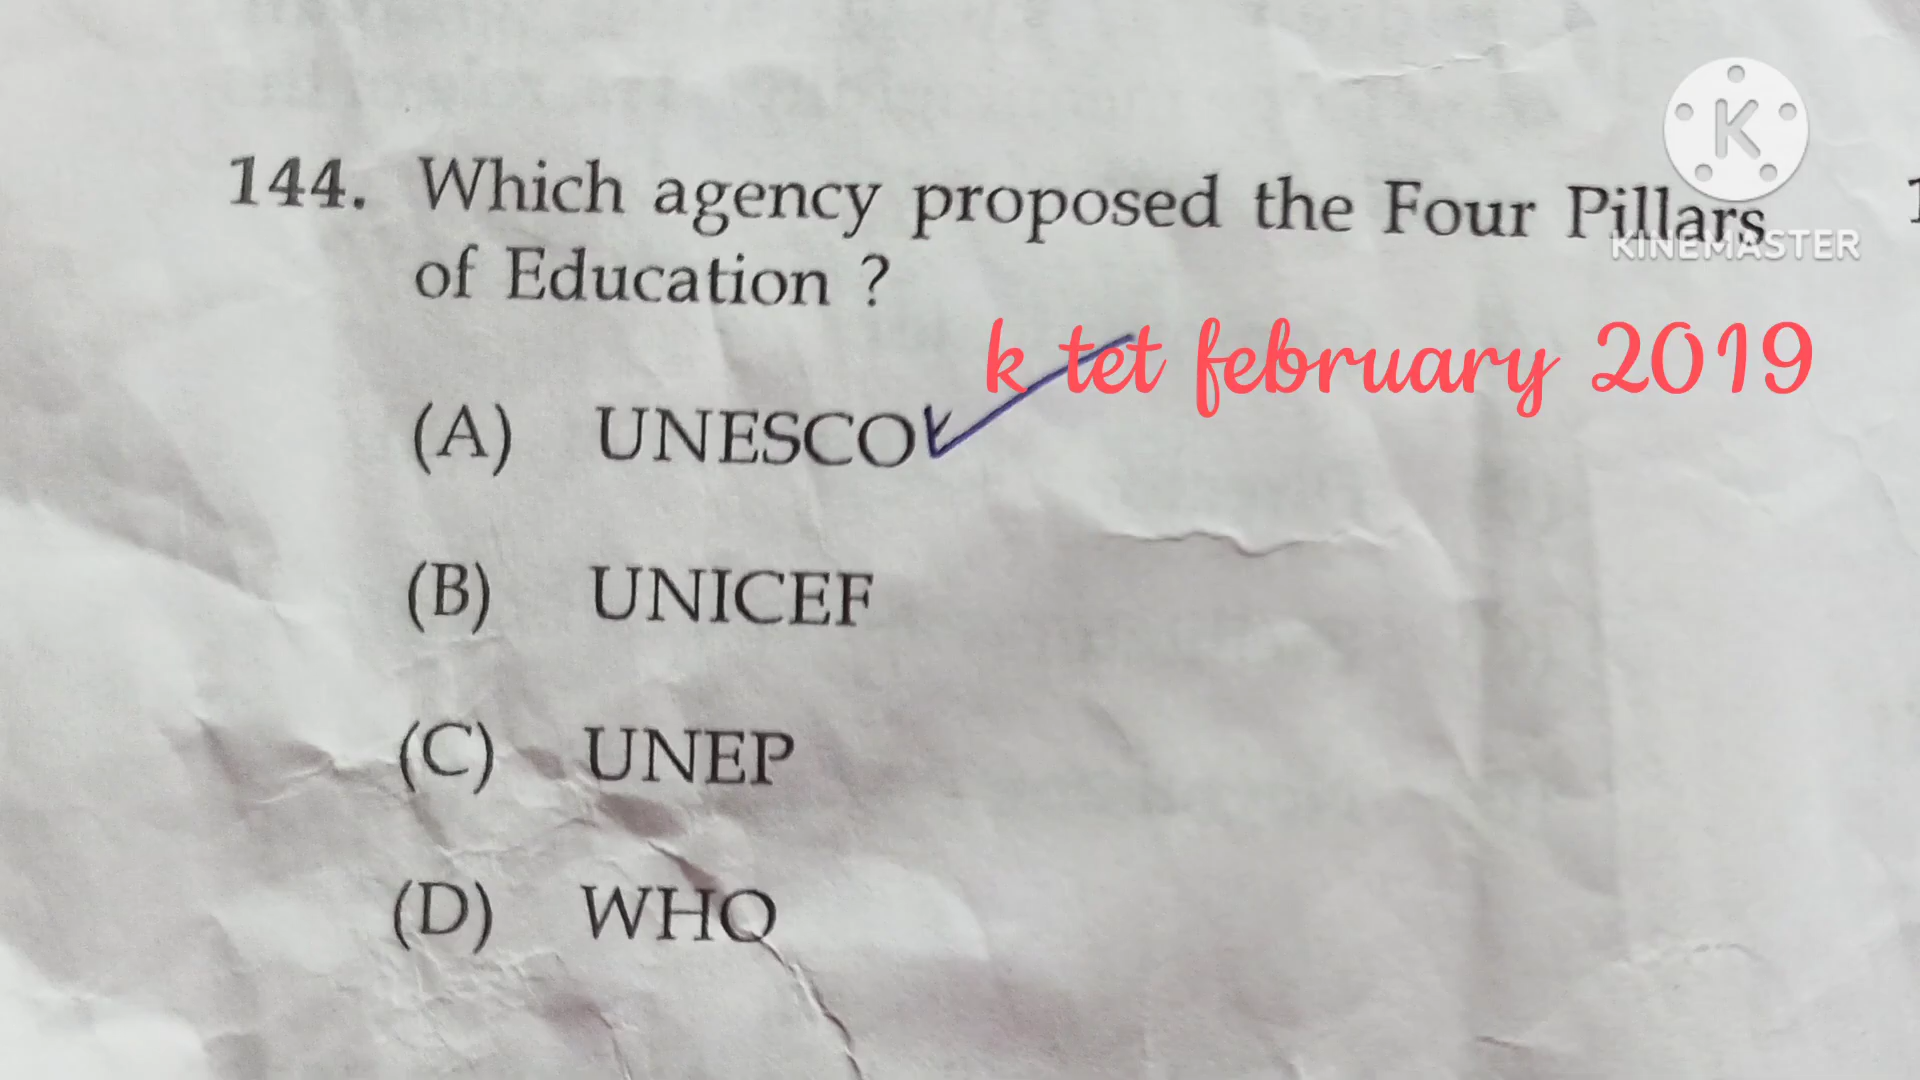 144. Which agency proposed the Four Pillars
of Education ?
k tet february 2019
(A) UNESCO
(B) UNICEF
(C) UNEP
(D) WHO
K
KINEMASTER